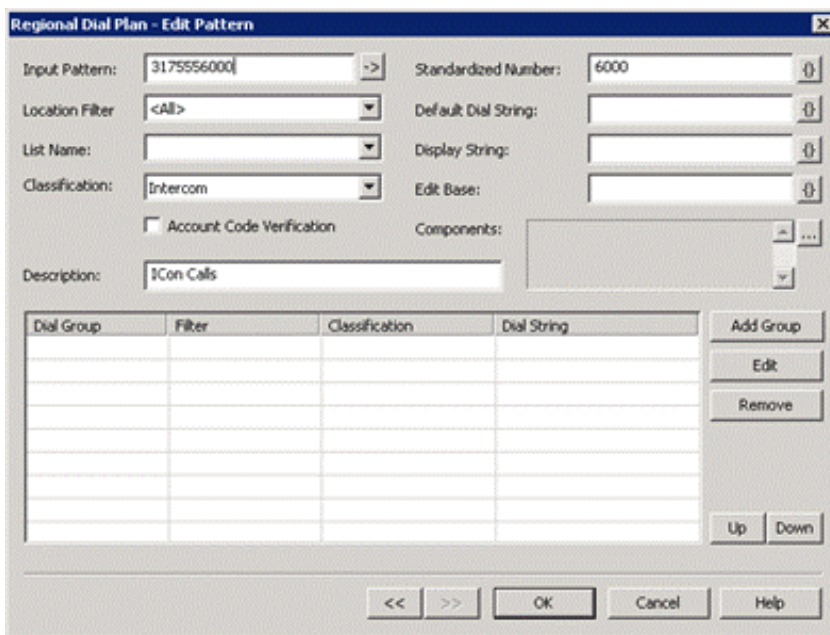 Regional Dial Plan - Edit Pattern
Input Pattern: 3175556000 -> Standardized Number: 6000 {}
Location Filter <All> Default Dial String: {}
List Name: Display String: {}
Classification: Intercom Edit Base: {}
Account Code Verification Components: ...
Description: ICon Calls
Dial Group Filter Classification Dial String Add Group
Edit
Remove
Up Down
<< >> OK Cancel Help